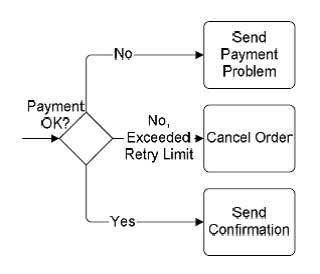 Send
Payment
Problem
No
Payment
OK?
No,
Exceeded
Retry Limit
Cancel Order
Yes
Send
Confirmation